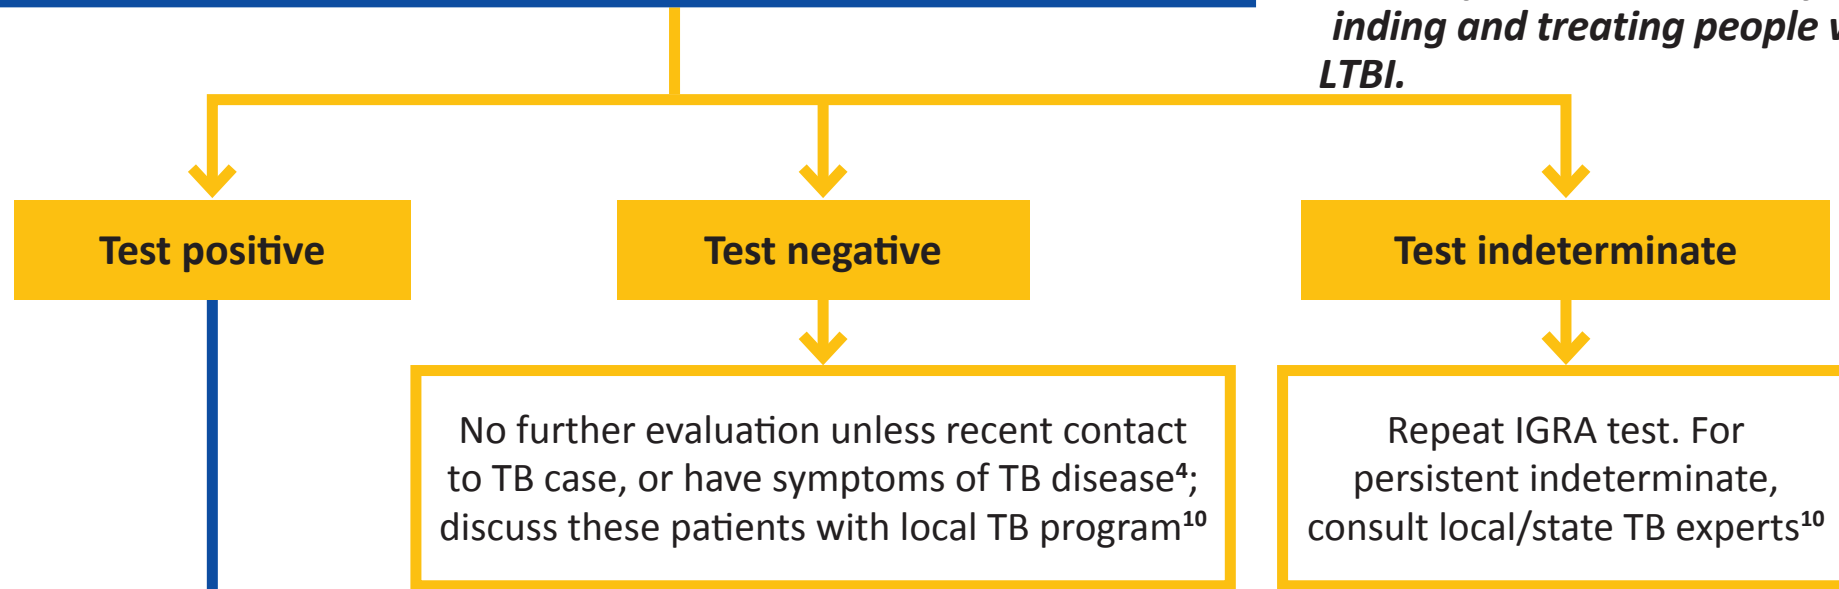 inding and treating people
LTBI.
Test positive
Test negative
Test indeterminate
No further evaluation unless recent contact
to TB case, or have symptoms of TB disease⁴;
discuss these patients with local TB program¹⁰
Repeat IGRA test. For
persistent indeterminate,
consult local/state TB experts¹⁰